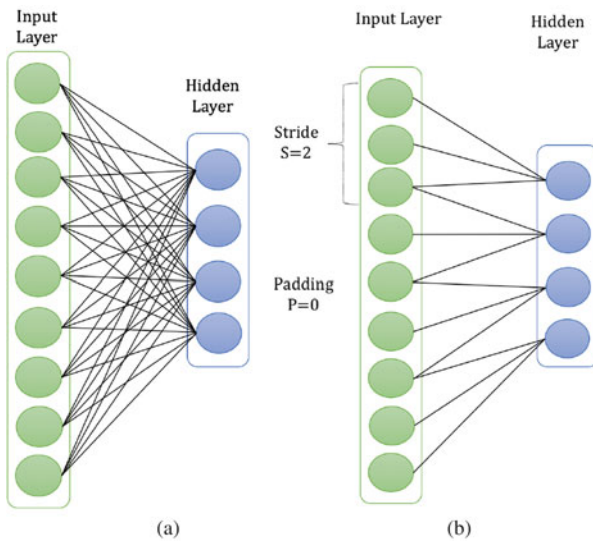 Input
Layer
Hidden
Layer
(a)
Input Layer
Hidden
Layer
Stride
S=2
Padding
P=0
(b)